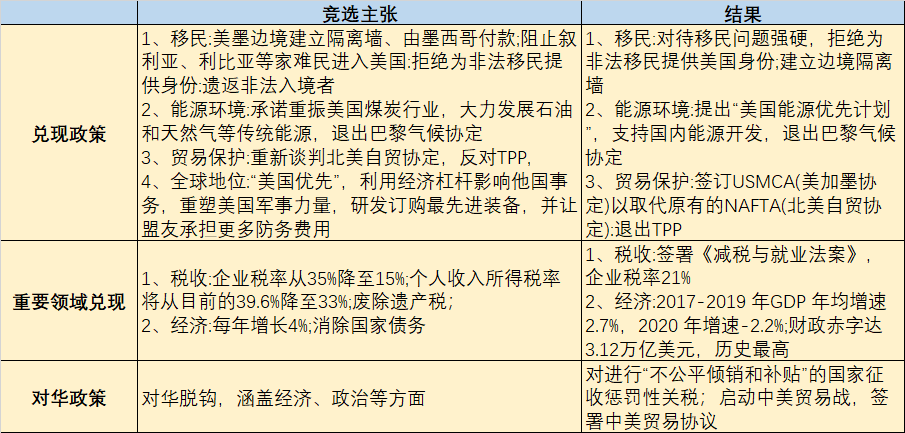 竞选主张
结果
兑现政策
1、移民:美墨边境建立隔离墙、由墨西哥付款;阻止叙
利亚、利比亚等家难民进入美国:拒绝为非法移民提
供身份:遣返非法入境者
2、能源环境:承诺重振美国煤炭行业，大力发展石油
和天然气等传统能源，退出巴黎气候协定
3、贸易保护:重新谈判北美自贸协定，反对TPP,
4、全球地位:“美国优先”，利用经济杠杆影响他国事
务，重塑美国军事力量，研发订购最先进装备，并让
盟友承担更多防务费用
1、移民:对待移民问题强硬，拒绝为
非法移民提供美国身份;建立边境隔离
墙
2、能源环境:提出“美国能源优先计划
”，支持国内能源开发，退出巴黎气候
协定
3、贸易保护:签订USMCA(美加墨协
定)以取代原有的NAFTA(北美自贸协
定):退出TPP
重要领域兑现
1、税收:企业税率从35%降至15%;个人收入所得税率
将从目前的39.6%降至33%;废除遗产税；
2、经济:每年增长4%;消除国家债务
1、税收:签署《减税与就业法案》，
企业税率21%
2、经济:2017-2019 年GDP 年均增速
2.7%，2020 年增速-2.2%;财政赤字达
3.12万亿美元，历史最高
对华政策
对华脱钩，涵盖经济、政治等方面
对进行“不公平倾销和补贴”的国家征
收惩罚性关税；启动中美贸易战，签
署中美贸易协议